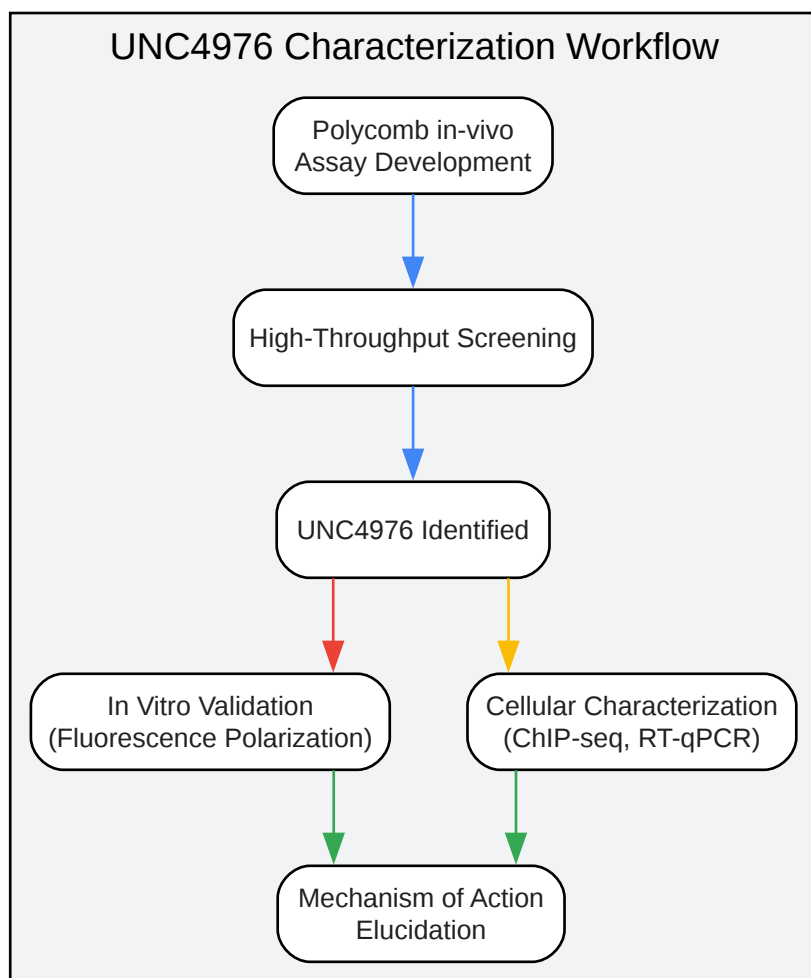 UNC4976 Characterization Workflow
Polycomb in-vivo
Assay Development
High-Throughput Screening
UNC4976 Identified
In Vitro Validation
(Fluorescence Polarization)
Cellular Characterization
(ChIP-seq, RT-qPCR)
Mechanism of Action
Elucidation